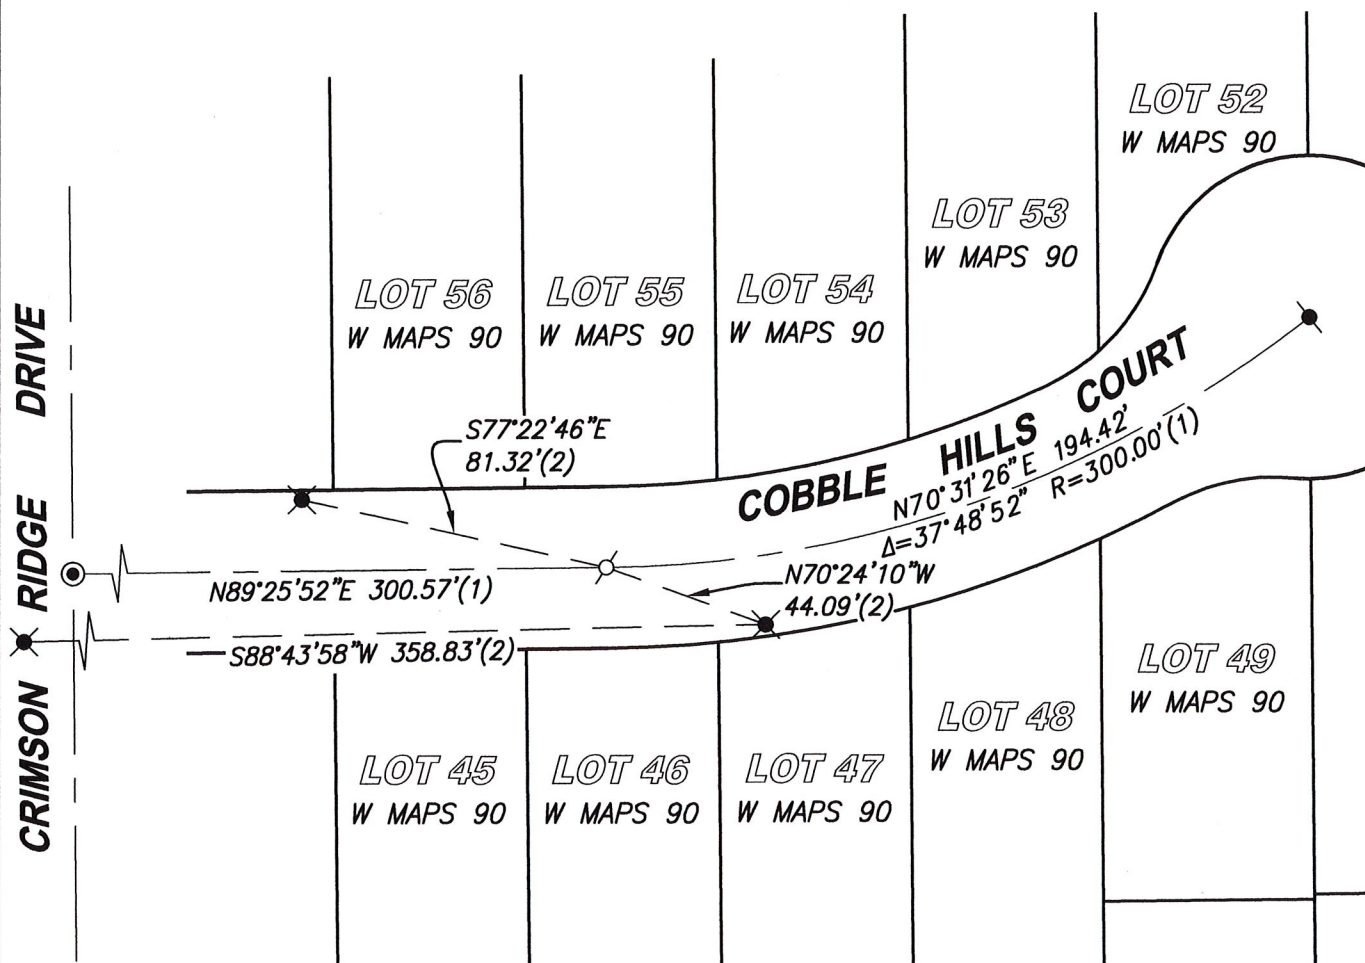 LOT 52
W MAPS 90
LOT 53
W MAPS 90
LOT 56
W MAPS 90
LOT 55
W MAPS 90
LOT 54
W MAPS 90
CRIMSON RIDGE DRIVE
S77°22'46"E
81.32'(2)
COBBLE HILLS COURT
N70°31'26"E 194.42'
Δ=37°48'52" R=300.00'(1)
N89°25'52"E 300.57'(1)
N70°24'10"W
44.09'(2)
S88°43'58"W 358.83'(2)
LOT 49
W MAPS 90
LOT 48
W MAPS 90
LOT 45
W MAPS 90
LOT 46
W MAPS 90
LOT 47
W MAPS 90